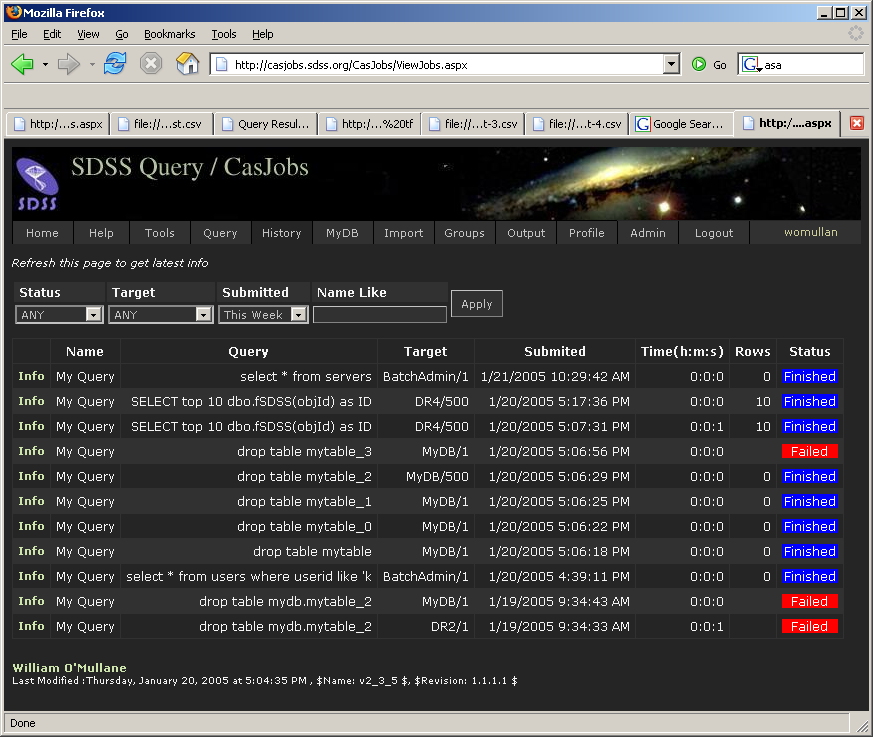 Mozilla Firefox
File Edit View Go Bookmarks Tools Help
http://casjobs.sdss.org/CasJobs/ViewJobs.aspx Go G asa
http:/...s.aspx file://...st.csv Query Resul... http:/...%20tf file://...t-3.csv file://...t-4.csv G Google Sear... http:/....aspx
SDSS SDSS Query / CasJobs
Home Help Tools Query History MyDB Import Groups Output Profile Admin Logout womullan
Refresh this page to get latest info
Status Target Submitted Name Like
ANY ANY This Week Apply
Name Query Target Submited Time(h:m:s) Rows Status
Info My Query select * from servers BatchAdmin/1 1/21/2005 10:29:42 AM 0:0:0 0 Finished
Info My Query SELECT top 10 dbo.fSDSS(objId) as ID DR4/500 1/20/2005 5:17:36 PM 0:0:0 10 Finished
Info My Query SELECT top 10 dbo.fSDSS(objId) as ID DR4/500 1/20/2005 5:07:31 PM 0:0:1 10 Finished
Info My Query drop table mytable_3 MyDB/1 1/20/2005 5:06:56 PM 0:0:0 Failed
Info My Query drop table mytable_2 MyDB/500 1/20/2005 5:06:29 PM 0:0:0 0 Finished
Info My Query drop table mytable_1 MyDB/1 1/20/2005 5:06:25 PM 0:0:0 0 Finished
Info My Query drop table mytable_0 MyDB/1 1/20/2005 5:06:22 PM 0:0:0 0 Finished
Info My Query drop table mytable MyDB/1 1/20/2005 5:06:18 PM 0:0:0 0 Finished
Info My Query select * from users where userid like 'k BatchAdmin/1 1/20/2005 4:39:11 PM 0:0:0 0 Finished
Info My Query drop table mydb.mytable_2 MyDB/1 1/19/2005 9:34:43 AM 0:0:0 Failed
Info My Query drop table mydb.mytable_2 DR2/1 1/19/2005 9:34:33 AM 0:0:1 Failed
William O'Mullane
Last Modified :Thursday, January 20, 2005 at 5:04:35 PM , $Name: v2_3_5 $, $Revision: 1.1.1.1 $
Done